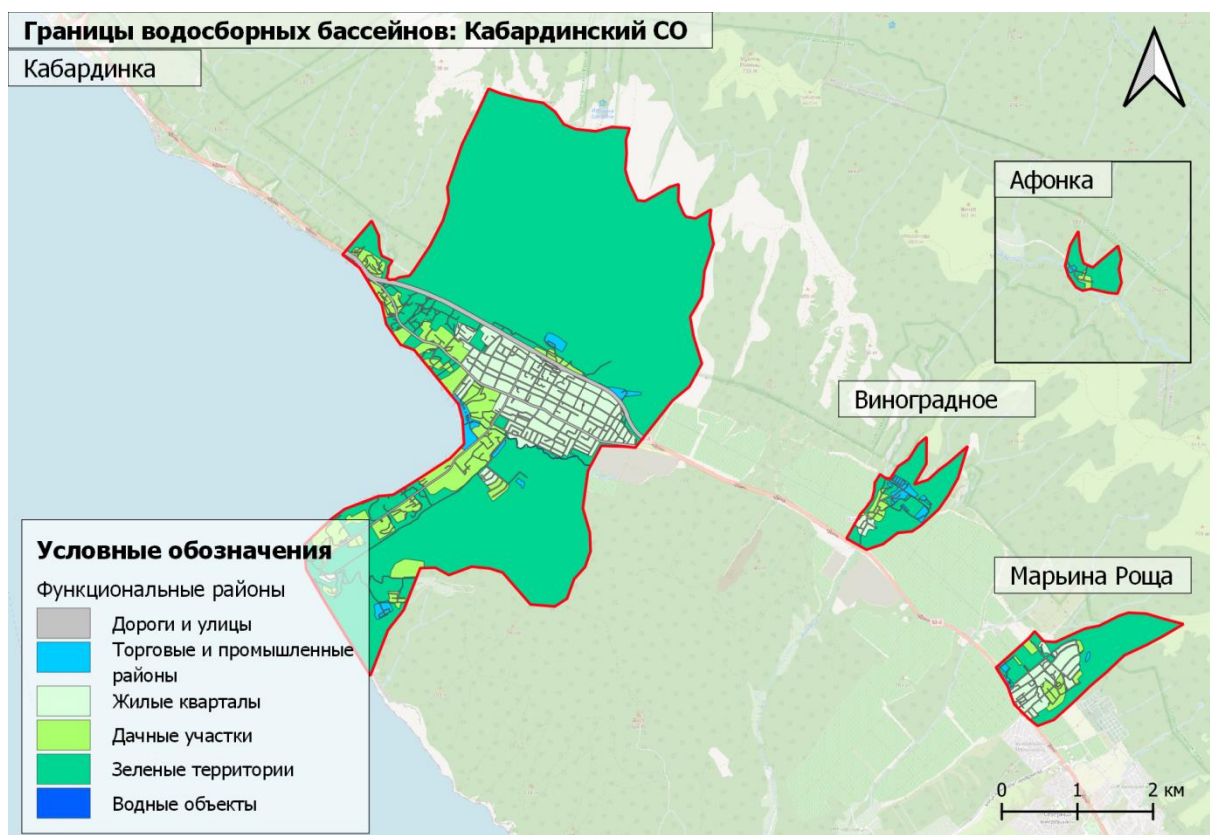 Границы водосборных бассейнов: Кабардинский СО
Кабардинка
Афонка
Виноградное
Марьина Роща
Условные обозначения
Функциональные районы
Дороги и улицы
Торговые и промышленные
районы
Жилые кварталы
Дачные участки
Зеленые территории
Водные объекты
0 1 2 км